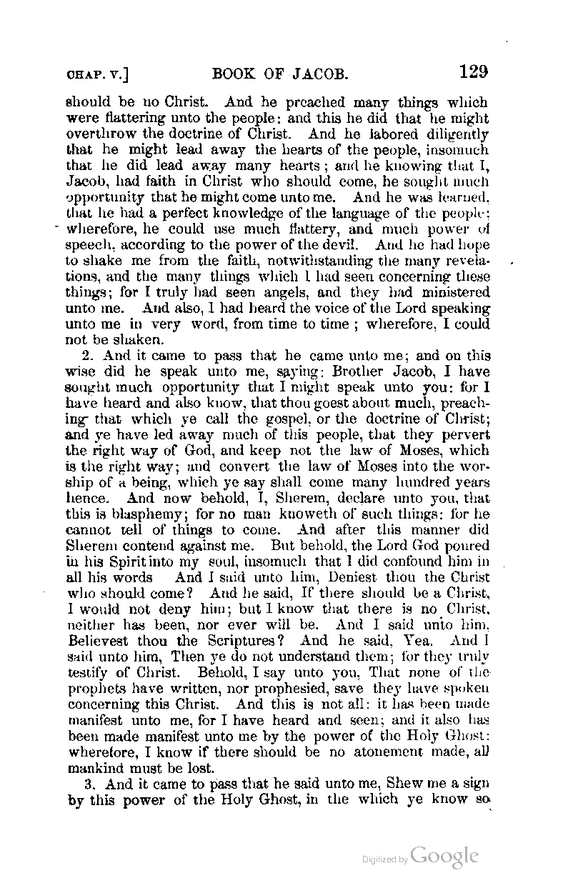 CHAP. V.] BOOK OF JACOB. 129
should be no Christ. And he preached many things which
were flattering unto the people: and this he did that he might
overthrow the doctrine of Christ. And he labored diligently
that he might lead away the hearts of the people, insomuch
that he did lead away many hearts; and he knowing that I,
Jacob, had faith in Christ who should come, he sought much
opportunity that he might come unto me. And he was learned,
that he had a perfect knowledge of the language of the people;
wherefore, he could use much flattery, and much power of
speech, according to the power of the devil. And he had hope
to shake me from the faith, notwithstanding the many revela-
tions, and the many things which I had seen concerning these
things; for I truly had seen angels, and they had ministered
unto me. And also, I had heard the voice of the Lord speaking
unto me in very word, from time to time; wherefore, I could
not be shaken.
2. And it came to pass that he came unto me; and on this
wise did he speak unto me, saying: Brother Jacob, I have
sought much opportunity that I might speak unto you: for I
have heard and also know, that thou goest about much, preach-
ing that which ye call the gospel, or the doctrine of Christ;
and ye have led away much of this people, that they pervert
the right way of God, and keep not the law of Moses, which
is the right way; and convert the law of Moses into the wor-
ship of a being, which ye say shall come many hundred years
hence. And now behold, I, Sherem, declare unto you, that
this is blasphemy; for no man knoweth of such things: for he
cannot tell of things to come. And after this manner did
Sherem contend against me. But behold, the Lord God poured
in his Spirit into my soul, insomuch that I did confound him in
all his words And I said unto him, Deniest thou the Christ
who should come? And he said, If there should be a Christ,
I would not deny him; but I know that there is no Christ,
neither has been, nor ever will be. And I said unto him,
Believest thou the Scriptures? And he said, Yea. And I
said unto him, Then ye do not understand them; for they truly
testify of Christ. Behold, I say unto you, That none of the
prophets have written, nor prophesied, save they have spoken
concerning this Christ. And this is not all: it has been made
manifest unto me, for I have heard and seen; and it also has
been made manifest unto me by the power of the Holy Ghost:
wherefore, I know if there should be no atonement made, all
mankind must be lost.
3. And it came to pass that he said unto me, Shew me a sign
by this power of the Holy Ghost, in the which ye know so
Digitized by Google